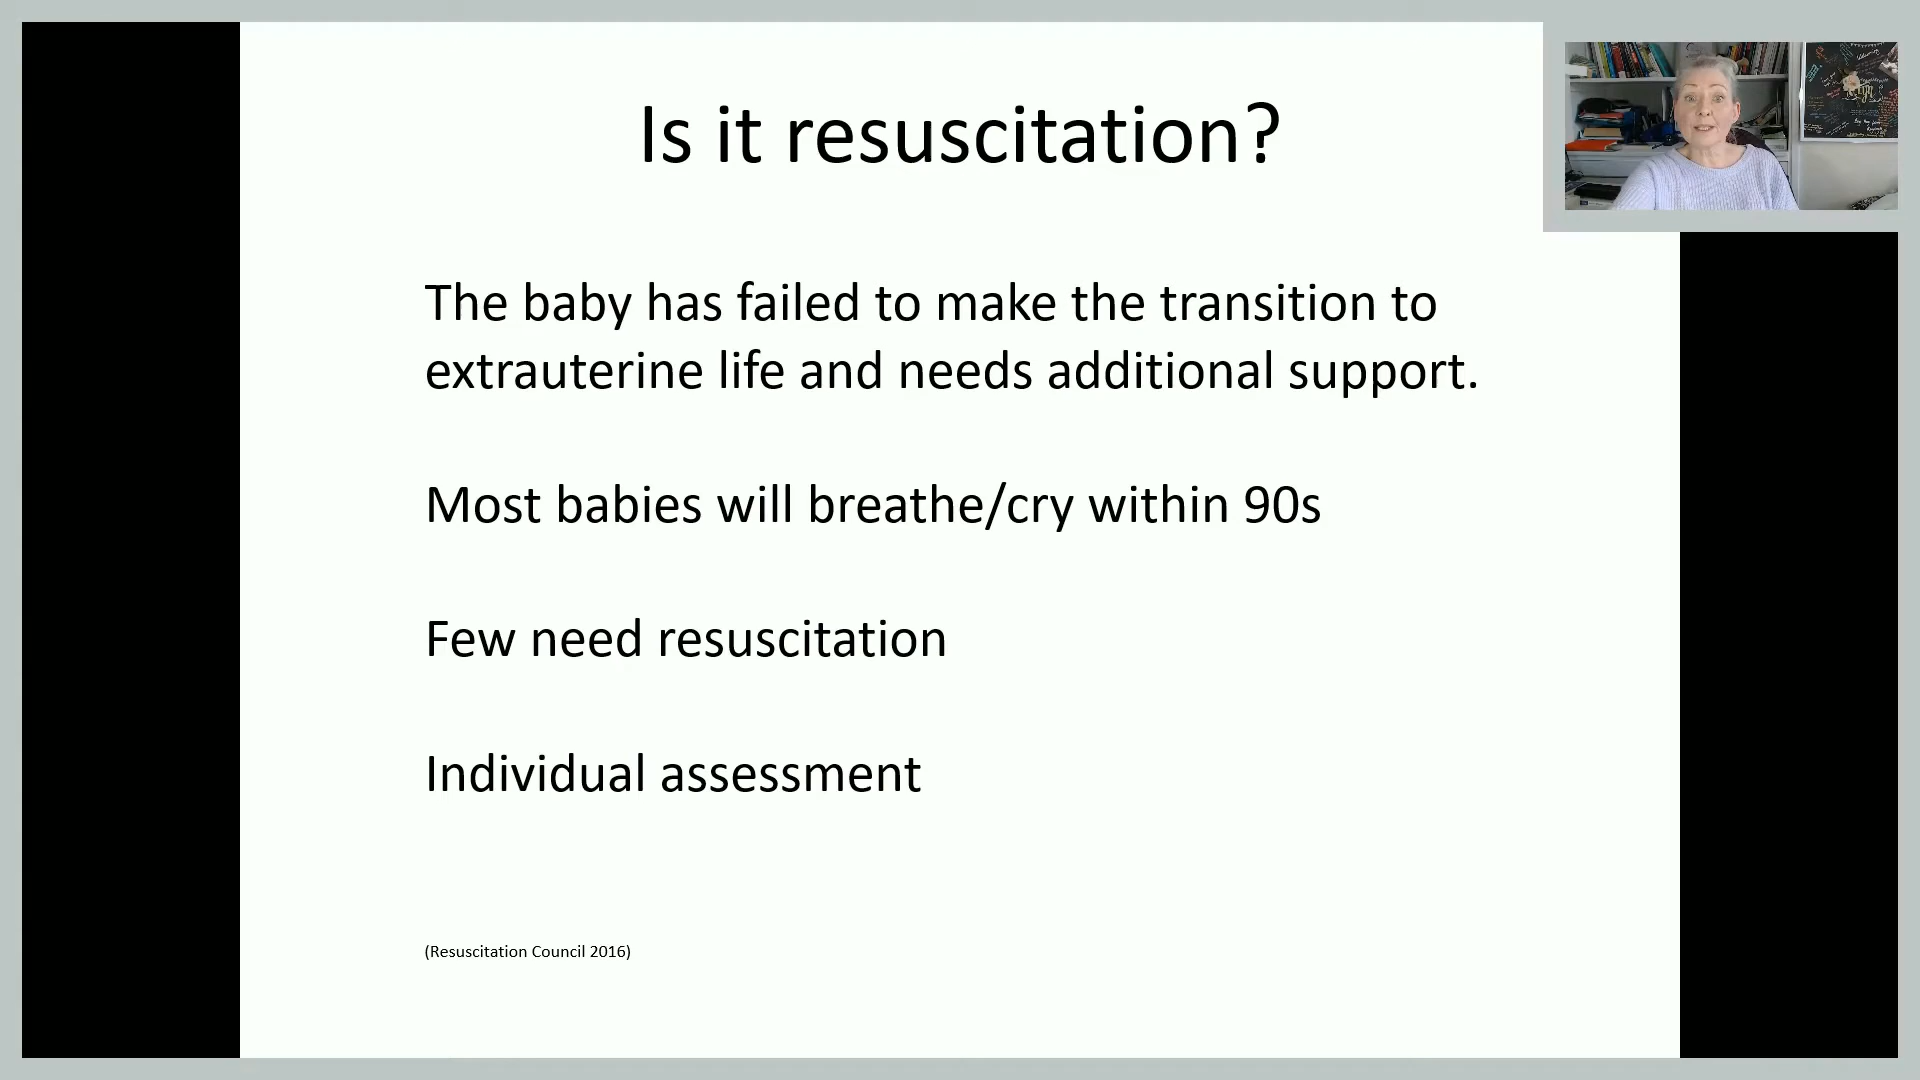 Is it resuscitation?
The baby has failed to make the transition to
extrauterine life and needs additional support.
Most babies will breathe/cry within 90s
Few need resuscitation
Individual assessment
(Resuscitation Council 2016)